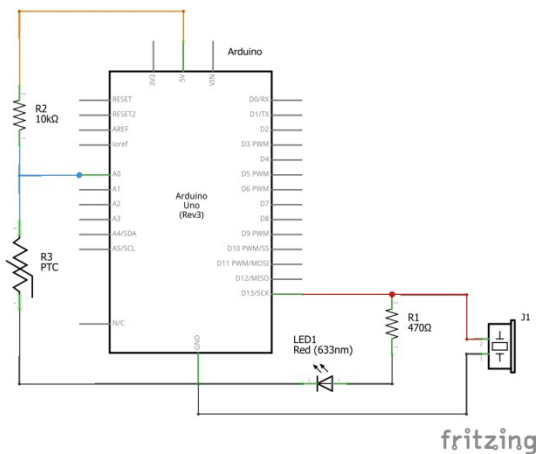 Arduino
3V3
5V
VIN
R2
10kΩ
RESET
RESET2
AREF
ioref
A0
A1
A2
A3
A4/SDA
A5/SCL
N/C
Arduino
Uno
(Rev3)
D0/RX
D1/TX
D2
D3 PWM
D4
D5 PWM
D6 PWM
D7
D8
D9 PWM
D10 PWM/SS
D11 PWM/MOSI
D12/MISO
D13/SCK
GND
R3
PTC
R1
470Ω
LED1
Red (633nm)
J1
fritzing